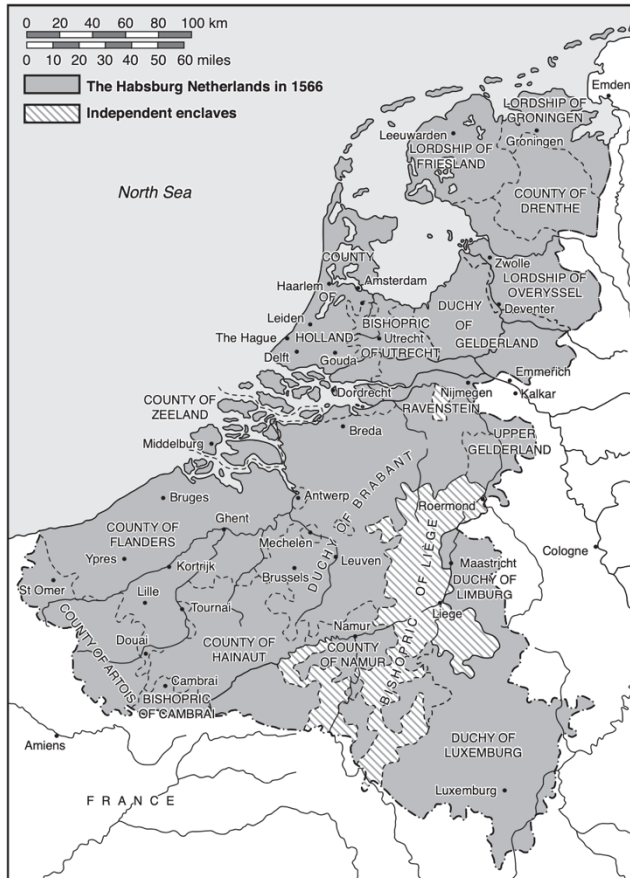 0 20 40 60 80 100 km
0 10 20 30 40 50 60 miles
The Habsburg Netherlands in 1566
Independent enclaves
Emden
LORDSHIP OF
GRONINGEN
Groningen
Leeuwarden
LORDSHIP OF
FRIESLAND
North Sea
COUNTY OF
DRENTHE
COUNTY
OF
HOLLAND
Zwolle
Haarlem
Amsterdam
LORDSHIP OF
OVERYSSEL
Deventer
Leiden
BISHOPRIC
OF UTRECHT
Utrecht
DUCHY
OF
GELDERLAND
The Hague
Delft
Gouda
Emmerich
Dordrecht
Nijmegen
Kalkar
COUNTY OF
ZEELAND
RAVENSTEIN
Breda
UPPER
GELDERLAND
Middelburg
Bruges
Antwerp
DUCHY OF BRABANT
Roermond
Ghent
COUNTY OF
FLANDERS
Mechelen
Cologne
Ypres
Kortrijk
Brussels
Leuven
BISHOPRIC OF LIÈGE
Maastricht
DUCHY OF
LIMBURG
St Omer
Lille
Tournai
Liege
Douai
COUNTY OF ARTOIS
COUNTY OF
HAINAUT
Namur
COUNTY
OF NAMUR
Cambrai
BISHOPRIC
OF CAMBRAI
Amiens
DUCHY OF
LUXEMBURG
Luxemburg
FRANCE